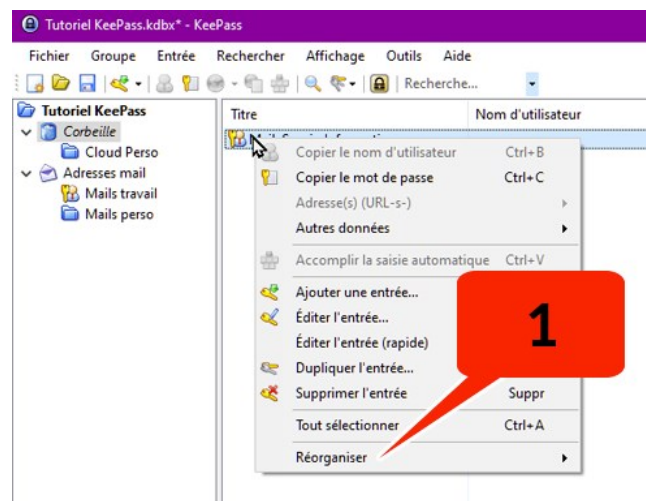 Tutoriel KeePass.kdbx* - KeePass
Fichier Groupe Entrée Rechercher Affichage Outils Aide
Recherche...
Tutoriel KeePass
Corbeille
Cloud Perso
Adresses mail
Mails travail
Mails perso
Titre Nom d'utilisateur
Copier le nom d'utilisateur Ctrl+B
Copier le mot de passe Ctrl+C
Adresse(s) (URL-s-)
Autres données
Accomplir la saisie automatique Ctrl+V
Ajouter une entrée...
Éditer l'entrée...
Éditer l'entrée (rapide)
Dupliquer l'entrée...
Supprimer l'entrée Suppr
Tout sélectionner Ctrl+A
Réorganiser
1